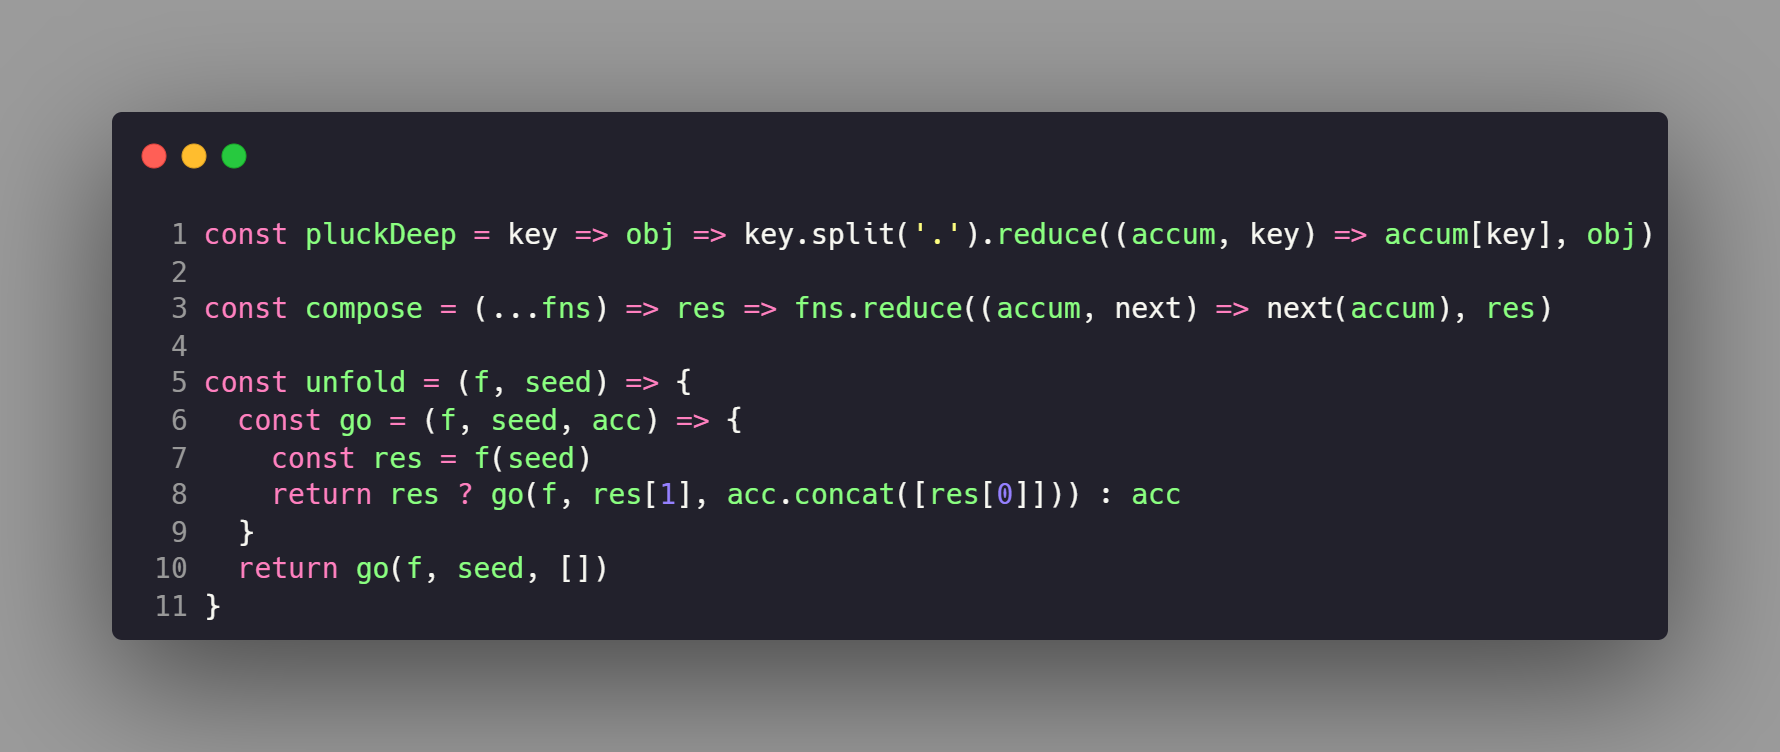 1 const pluckDeep = key => obj => key.split('.').reduce((accum, key) => accum[key], obj)
2
3 const compose = (...fns) => res => fns.reduce((accum, next) => next(accum), res)
4
5 const unfold = (f, seed) => {
6   const go = (f, seed, acc) => {
7     const res = f(seed)
8     return res ? go(f, res[1], acc.concat([res[0]])) : acc
9   }
10   return go(f, seed, [])
11 }